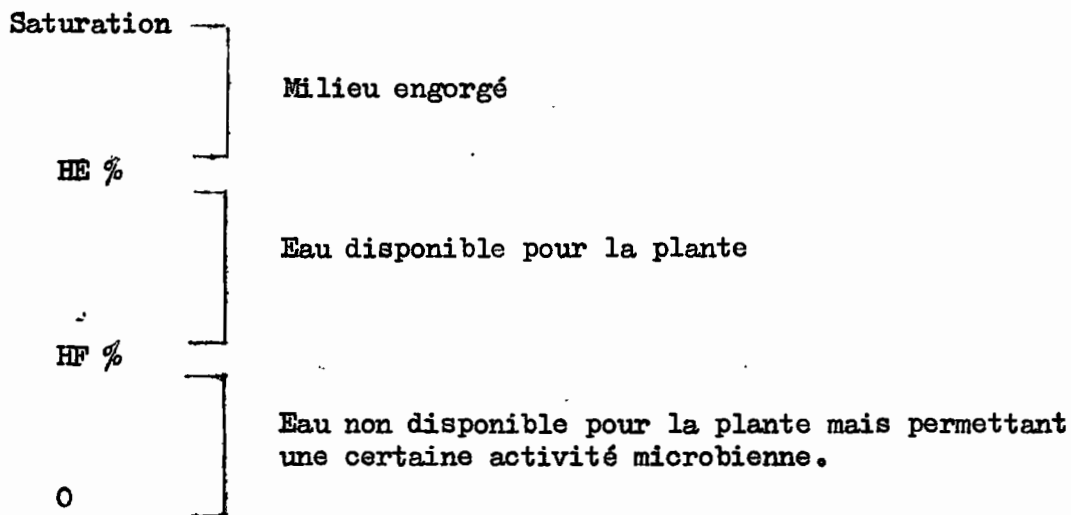 Saturation
Milieu engorgé
HE %
Eau disponible pour la plante
HF %
Eau non disponible pour la plante mais permettant
une certaine activité microbienne.
0